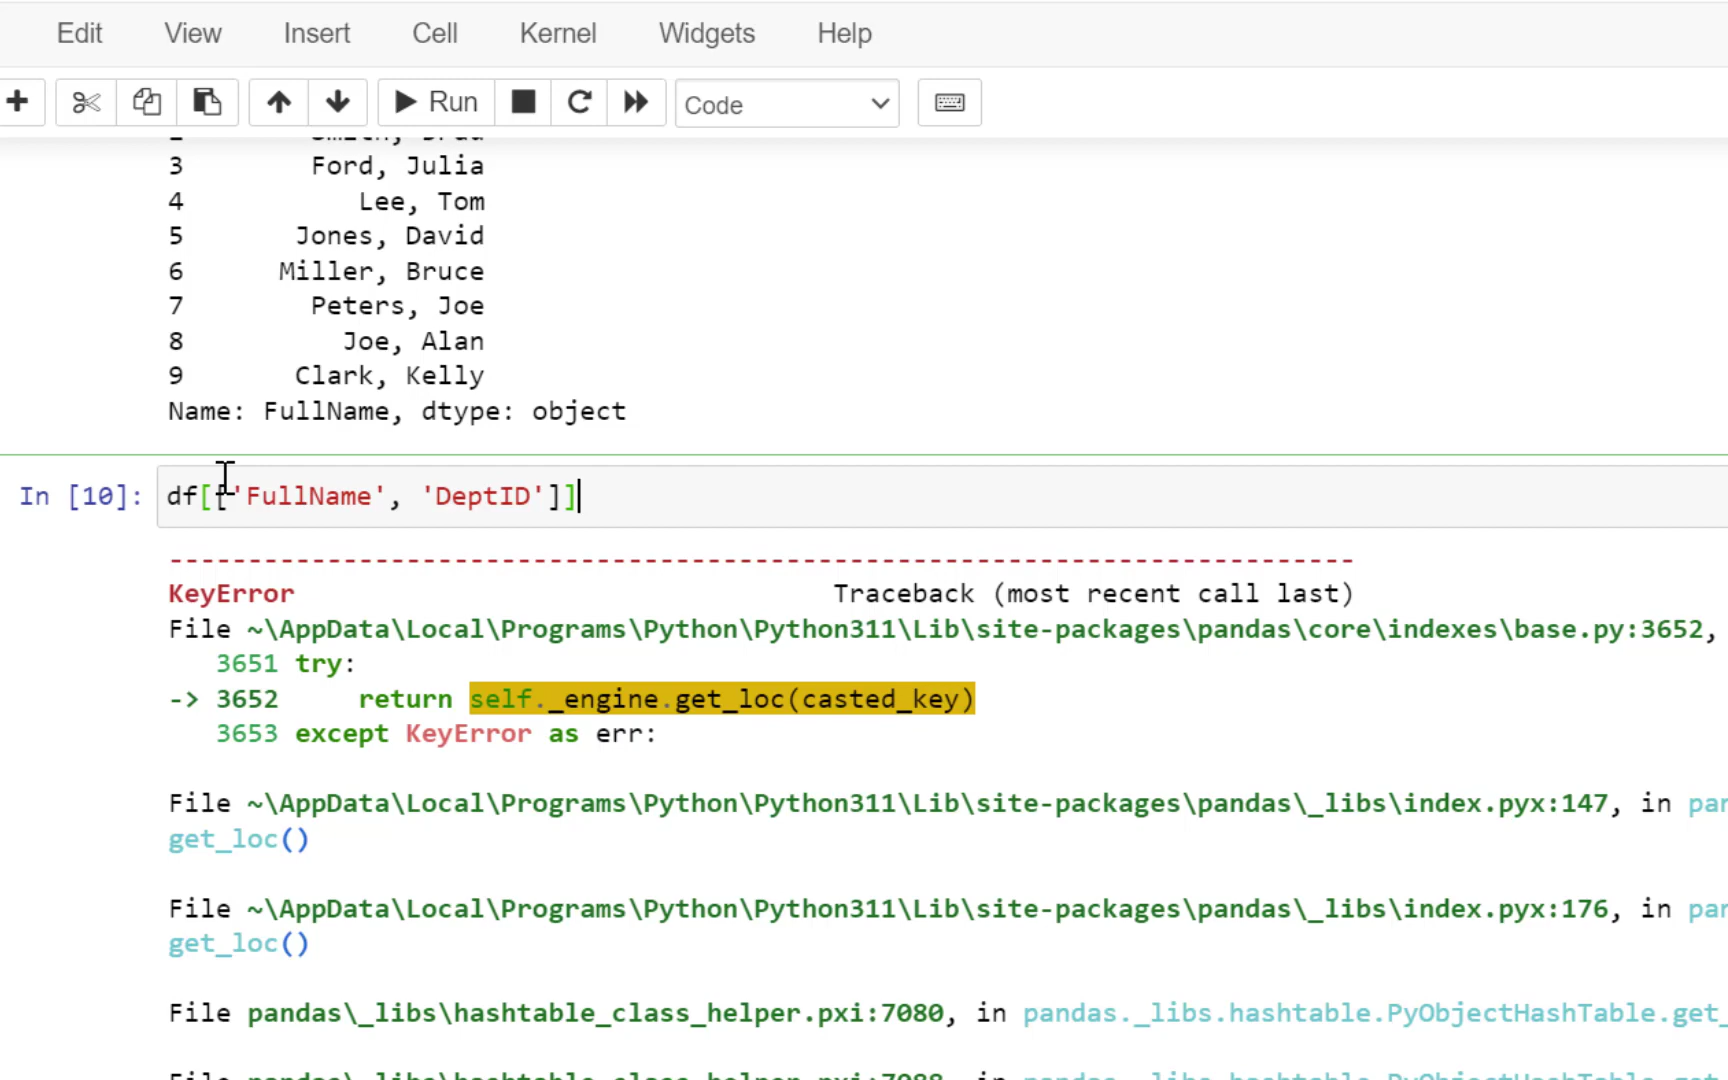 Edit View Insert Cell Kernel Widgets Help
Run Code
3 Ford, Julia
4 Lee, Tom
5 Jones, David
6 Miller, Bruce
7 Peters, Joe
8 Joe, Alan
9 Clark, Kelly
Name: FullName, dtype: object
In [10]: df[['FullName', 'DeptID']]
---------------------------------------------------------------------------
KeyError Traceback (most recent call last)
File ~\AppData\Local\Programs\Python\Python311\Lib\site-packages\pandas\core\indexes\base.py:3652,
3651 try:
-> 3652 return self._engine.get_loc(casted_key)
3653 except KeyError as err:
File ~\AppData\Local\Programs\Python\Python311\Lib\site-packages\pandas\_libs\index.pyx:147, in
get_loc()
File ~\AppData\Local\Programs\Python\Python311\Lib\site-packages\pandas\_libs\index.pyx:176, in
get_loc()
File pandas\_libs\hashtable_class_helper.pxi:7080, in pandas._libs.hashtable.PyObjectHashTable.get_